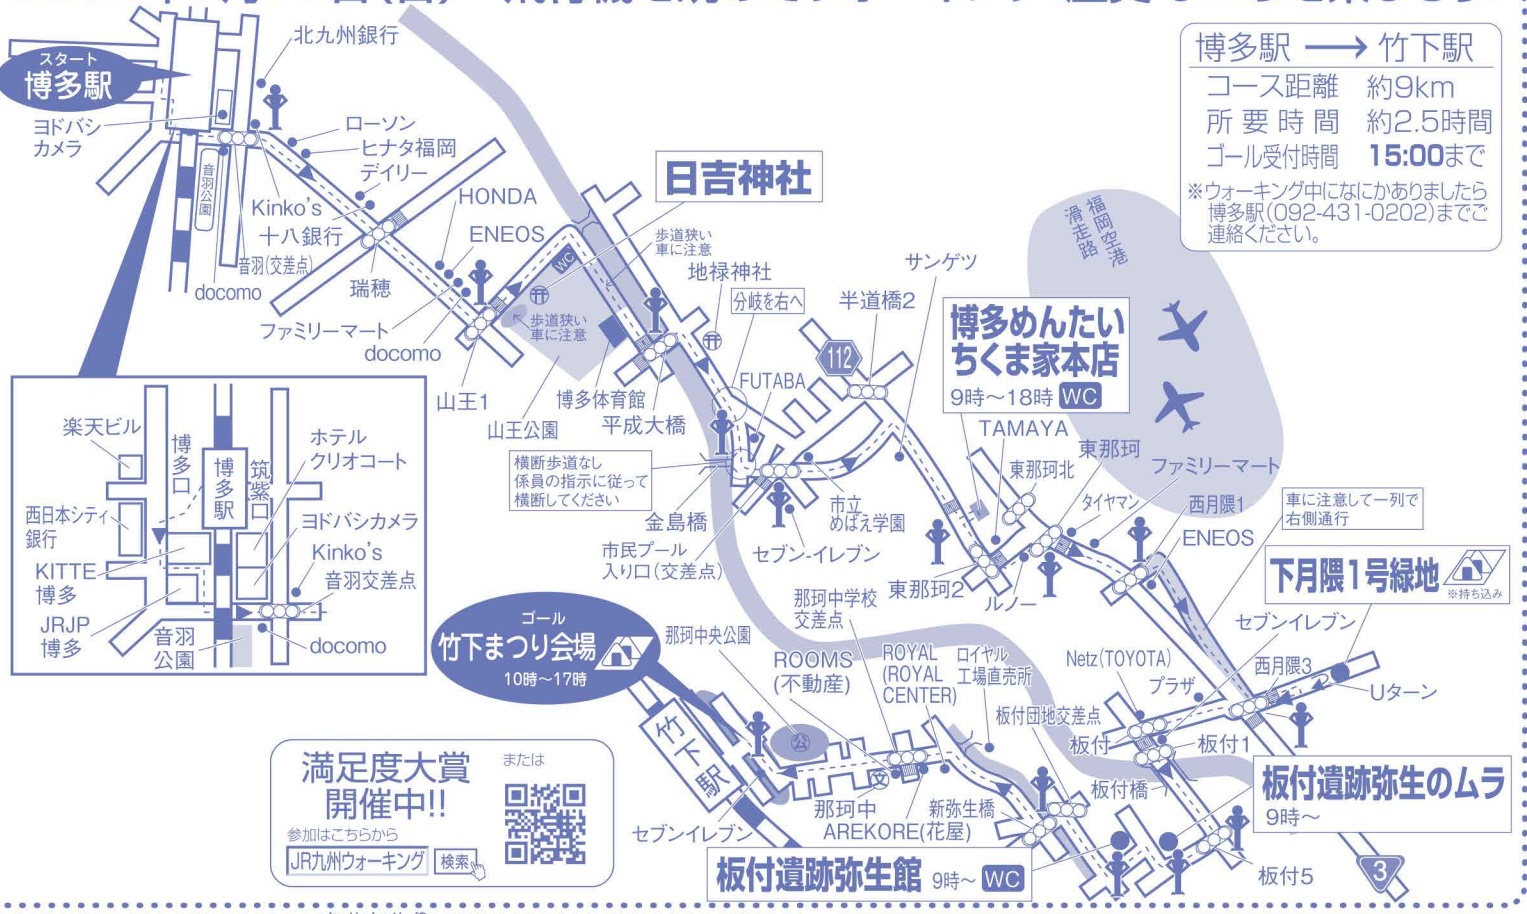 北九州銀行
スタート
博多駅
ヨドバシ
カメラ
ローソン
ヒナタ福岡
デイリー
音羽公園
Kinko's
十八銀行
音羽(交差点)
docomo
瑞穂
HONDA
ENEOS
ファミリーマート
docomo
山王1
日吉神社
WC
歩道狭い
車に注意
歩道狭い
車に注意
地禄神社
分岐を右へ
博多体育館
山王公園
平成大橋
FUTABA
横断歩道なし
係員の指示に従って
横断してください
金島橋
市民プール
入り口(交差点)
セブン-イレブン
市立
めばえ学園
112
半道橋2
サンゲツ
博多駅 → 竹下駅
コース距離 約9km
所要時間 約2.5時間
ゴール受付時間 15:00まで
※ウォーキング中になにかありましたら
博多駅(092-431-0202)までご
連絡ください。
福岡空港
滑走路
博多めんたい
ちくま家本店
9時〜18時 WC
TAMAYA
東那珂北
東那珂
ファミリーマート
タイヤマン
西月隈1
ENEOS
車に注意して一列で
右側通行
東那珂2
ルノー
下月隈1号緑地
※持ち込み
セブンイレブン
西月隈3
Uターン
Netz(TOYOTA)
プラザ
板付
板付1
板付橋
板付遺跡弥生のムラ
9時〜
板付5
3
楽天ビル
博多口
博多駅
筑紫口
ホテル
クリオコート
西日本シティ
銀行
ヨドバシカメラ
Kinko's
KITTE
博多
音羽交差点
JRJP
博多
音羽
公園
docomo
ゴール
竹下まつり会場
10時〜17時
那珂中央公園
那珂中学校
交差点
ROOMS
(不動産)
ROYAL
(ROYAL
CENTER)
ロイヤル
工場直売所
板付団地交差点
竹下駅
公
文
セブンイレブン
那珂中
AREKORE(花屋)
新弥生橋
板付遺跡弥生館 9時〜 WC
満足度大賞
開催中!!
または
参加はこちらから
JR九州ウォーキング 検索